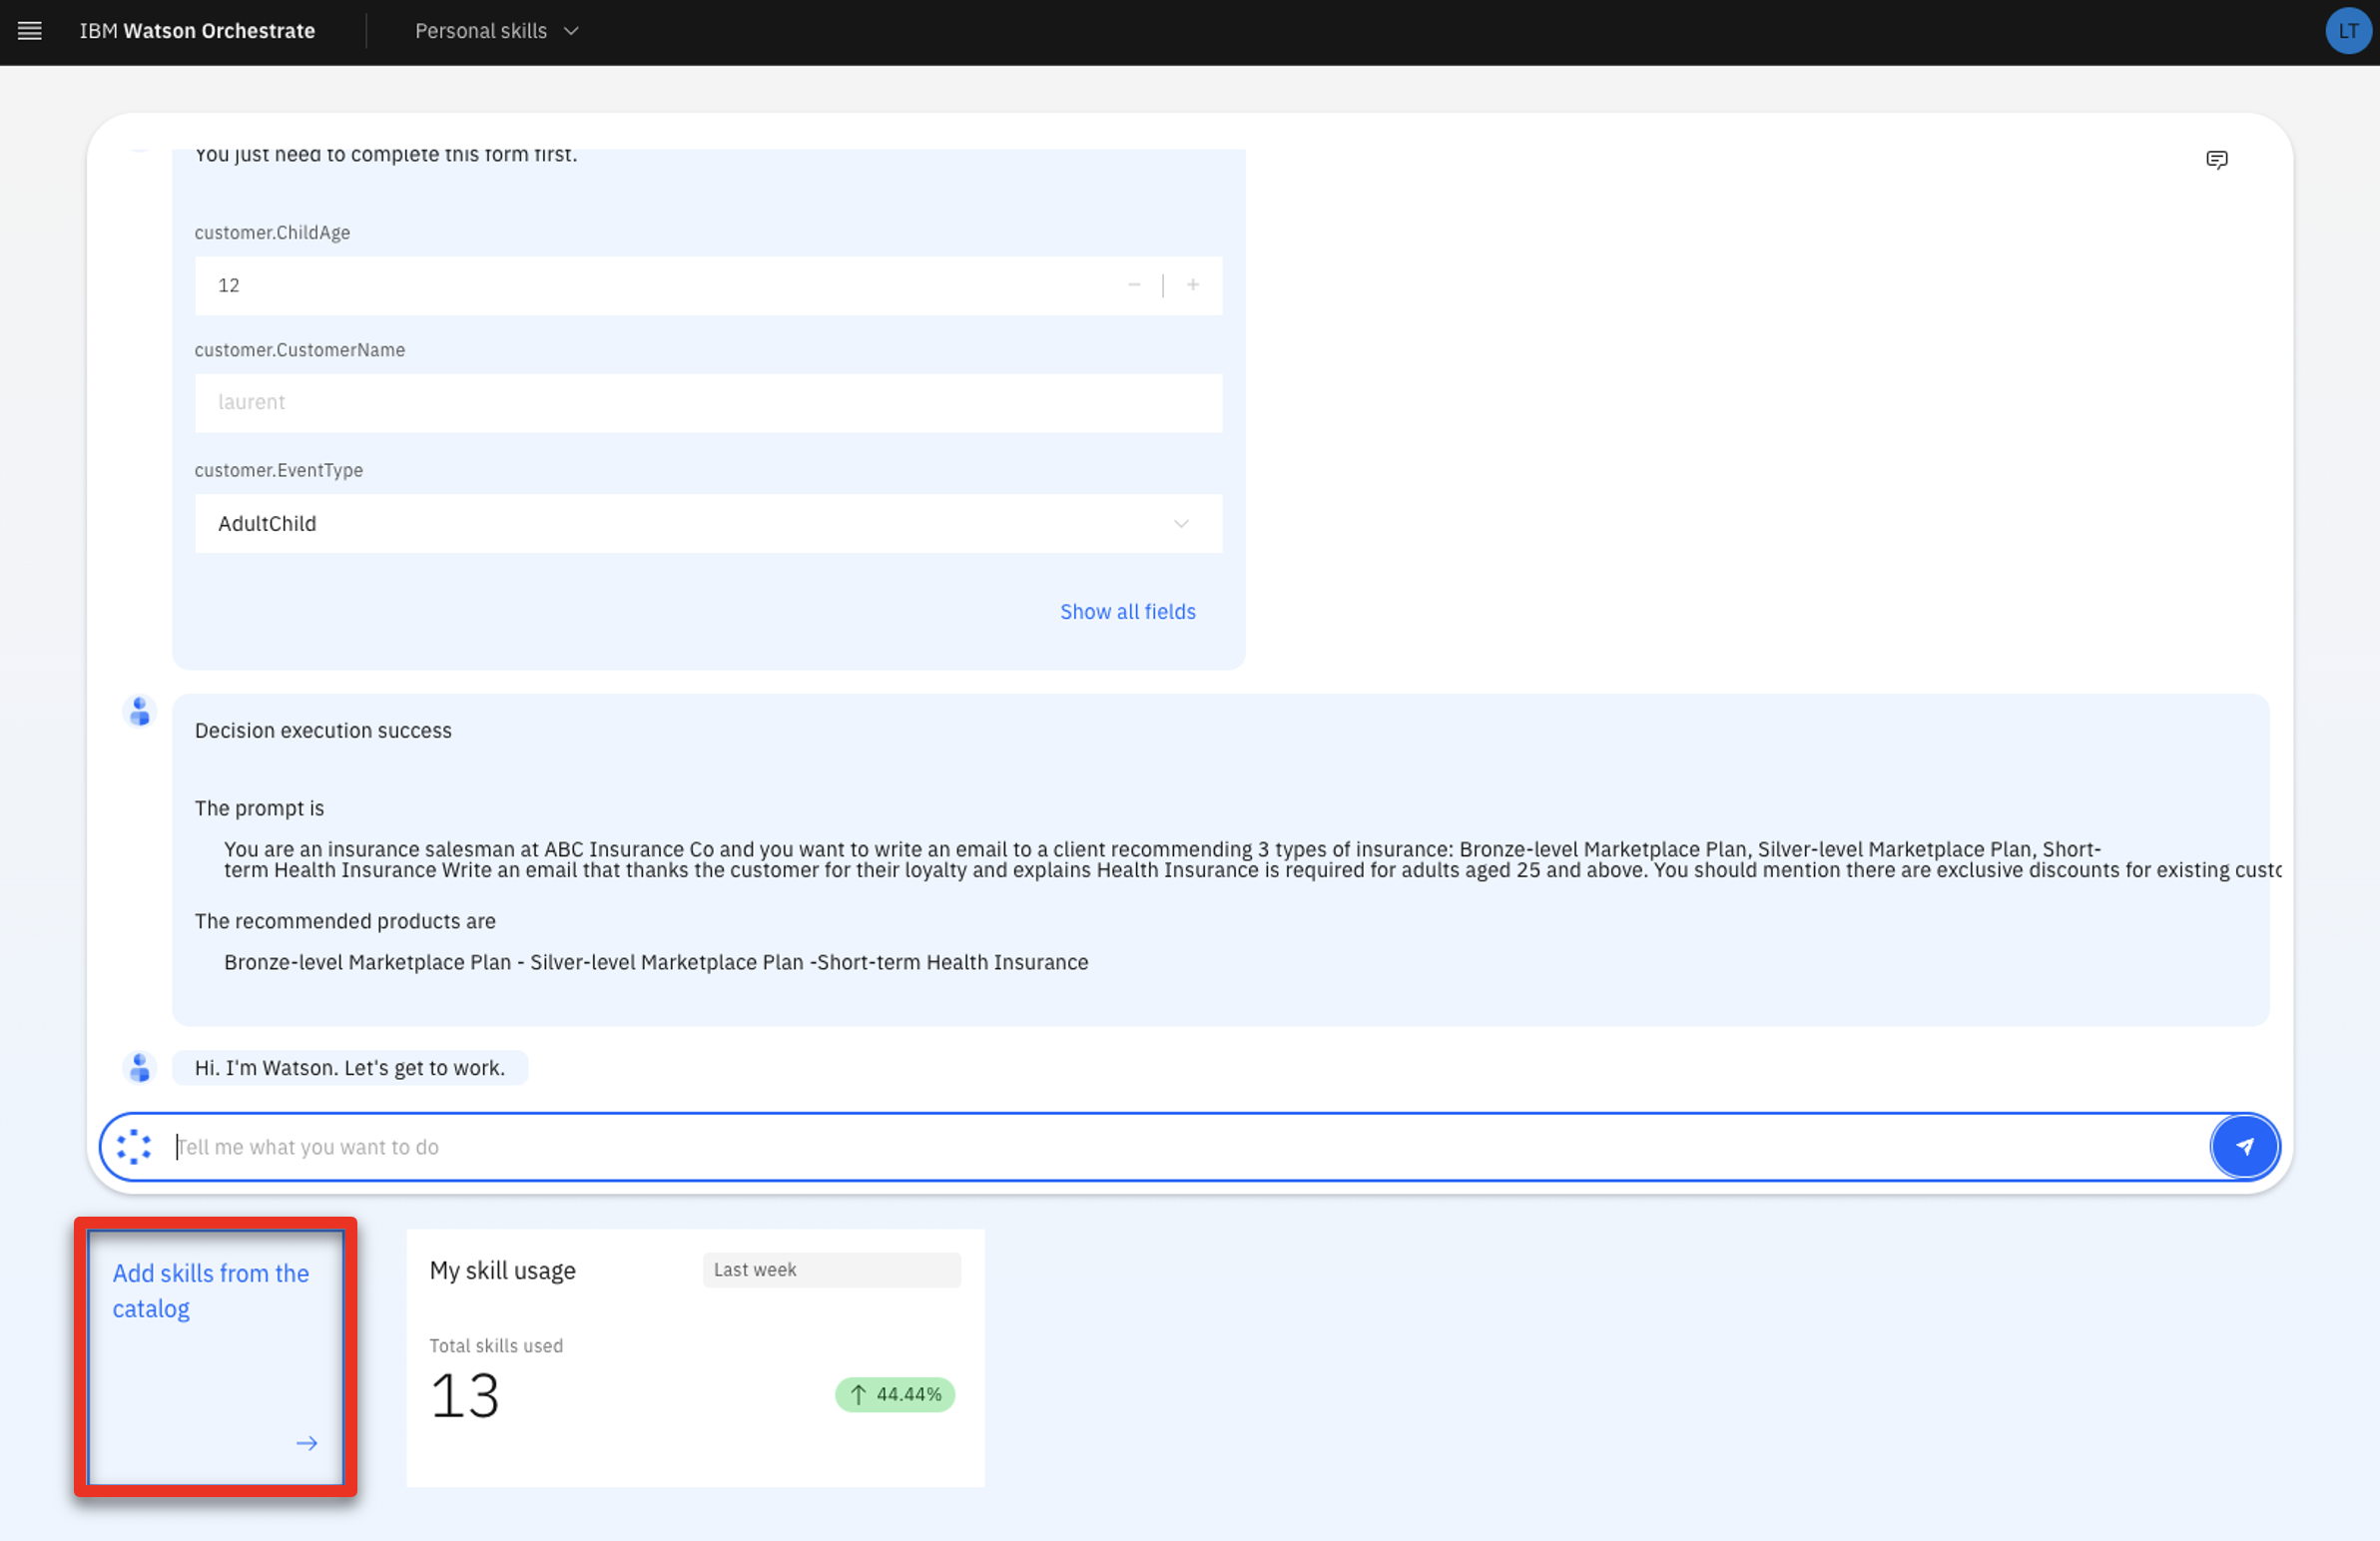 IBM Watson Orchestrate
Personal skills
LT
You just need to complete this form first.
customer.ChildAge
12
customer.CustomerName
laurent
customer.EventType
AdultChild
Show all fields
Decision execution success
The prompt is
You are an insurance salesman at ABC Insurance Co and you want to write an email to a client recommending 3 types of insurance: Bronze-level Marketplace Plan, Silver-level Marketplace Plan, Short-
term Health Insurance Write an email that thanks the customer for their loyalty and explains Health Insurance is required for adults aged 25 and above. You should mention there are exclusive discounts for existing custo
The recommended products are
Bronze-level Marketplace Plan - Silver-level Marketplace Plan -Short-term Health Insurance
Hi. I'm Watson. Let's get to work.
Tell me what you want to do
Add skills from the
catalog
My skill usage
Last week
Total skills used
13
44.44%